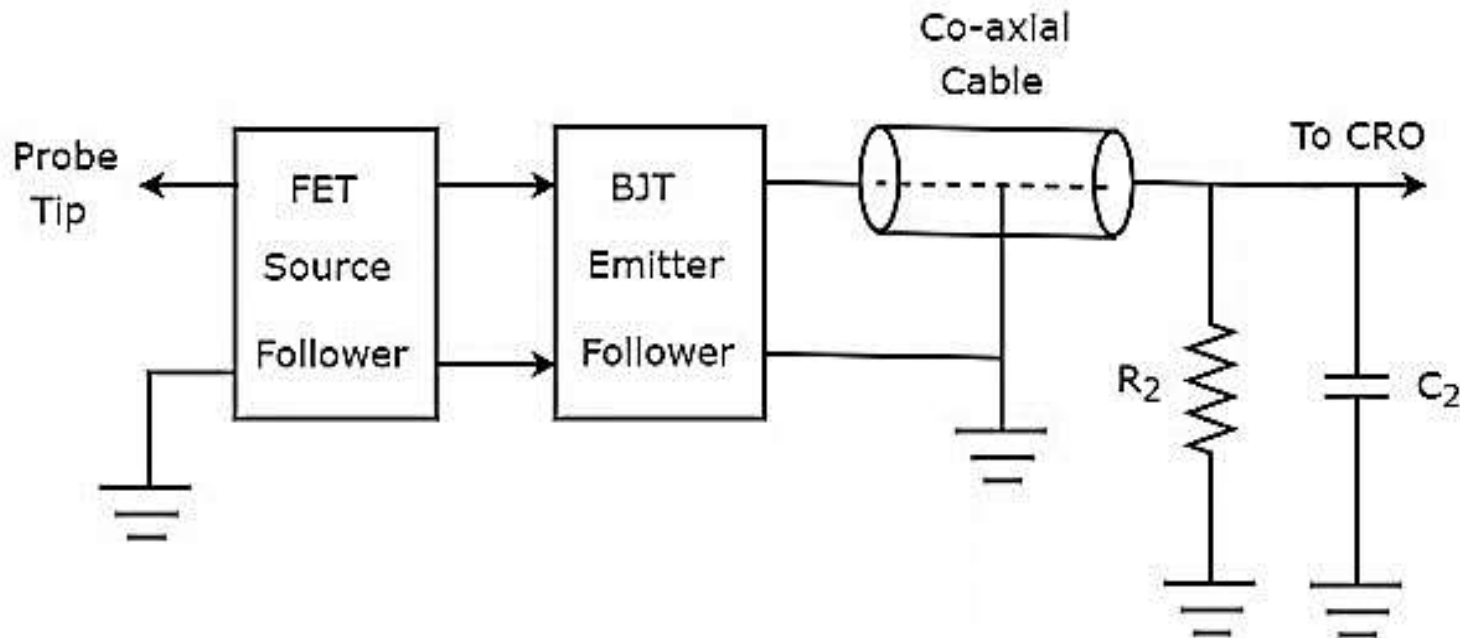 Co-axial
Cable
To CRO
Probe
Tip
FET
Source
Follower
BJT
Emitter
Follower
R₂
C₂